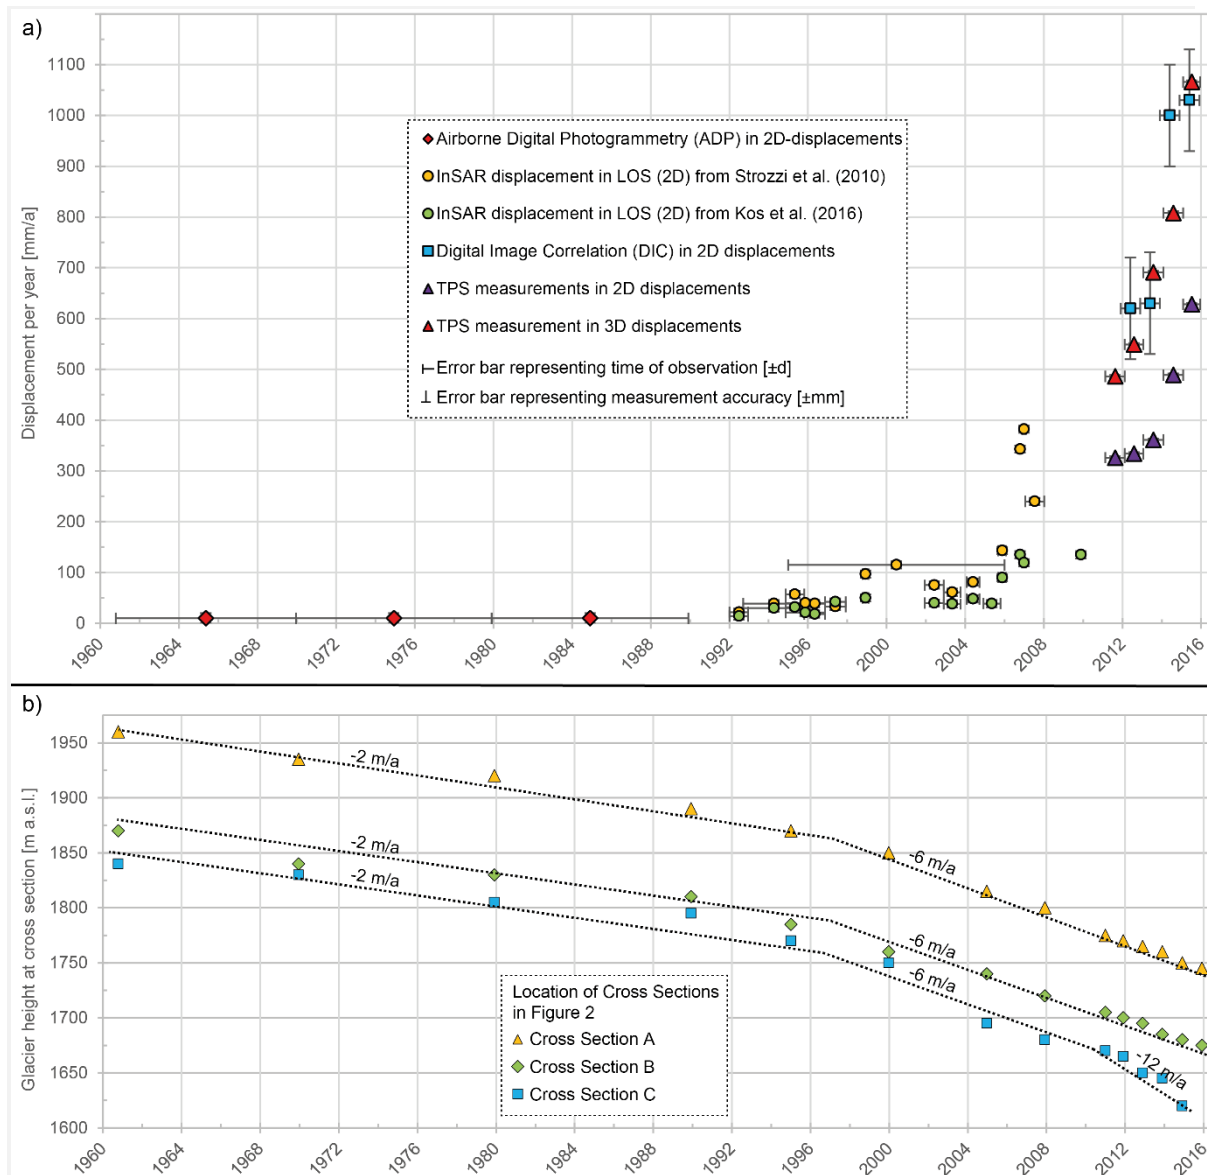 a)
Displacement per year [mm/a]
1100
1000
900
800
700
600
500
400
300
200
100
0
Airborne Digital Photogrammetry (ADP) in 2D-displacements
InSAR displacement in LOS (2D) from Strozzi et al. (2010)
InSAR displacement in LOS (2D) from Kos et al. (2016)
Digital Image Correlation (DIC) in 2D displacements
TPS measurements in 2D displacements
TPS measurement in 3D displacements
Error bar representing time of observation [±d]
Error bar representing measurement accuracy [±mm]
1960 1964 1968 1972 1976 1980 1984 1988 1992 1996 2000 2004 2008 2012 2016
b)
Glacier height at cross section [m a.s.l.]
1950
1900
1850
1800
1750
1700
1650
1600
-2 m/a
-2 m/a
-2 m/a
-6 m/a
-6 m/a
-6 m/a
-12 m/a
Location of Cross Sections
in Figure 2
Cross Section A
Cross Section B
Cross Section C
1960 1964 1968 1972 1976 1980 1984 1988 1992 1996 2000 2004 2008 2012 2016